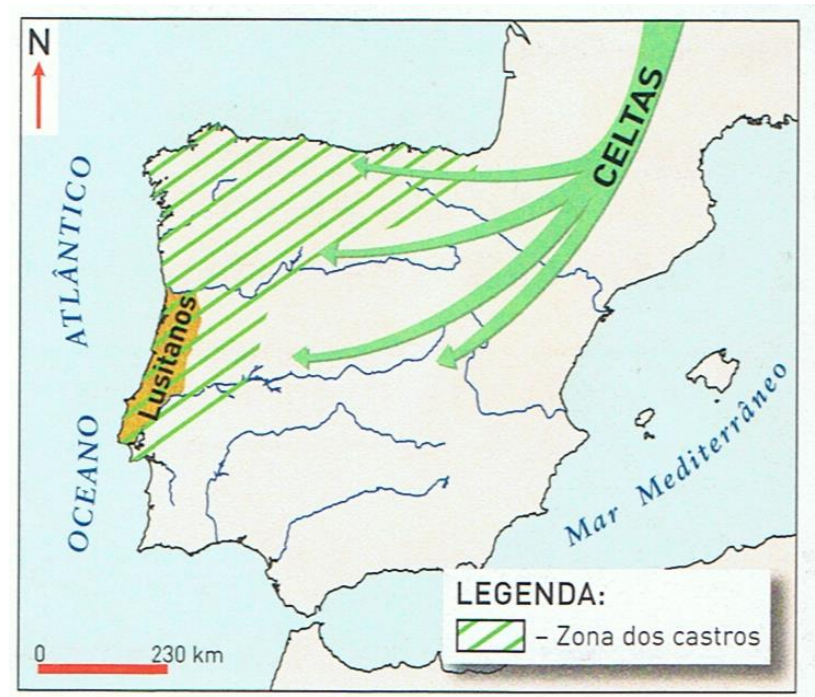 N
CELTAS
OCEANO ATLÂNTICO
Lusitanos
Mar Mediterrâneo
LEGENDA:
– Zona dos castros
0 230 km